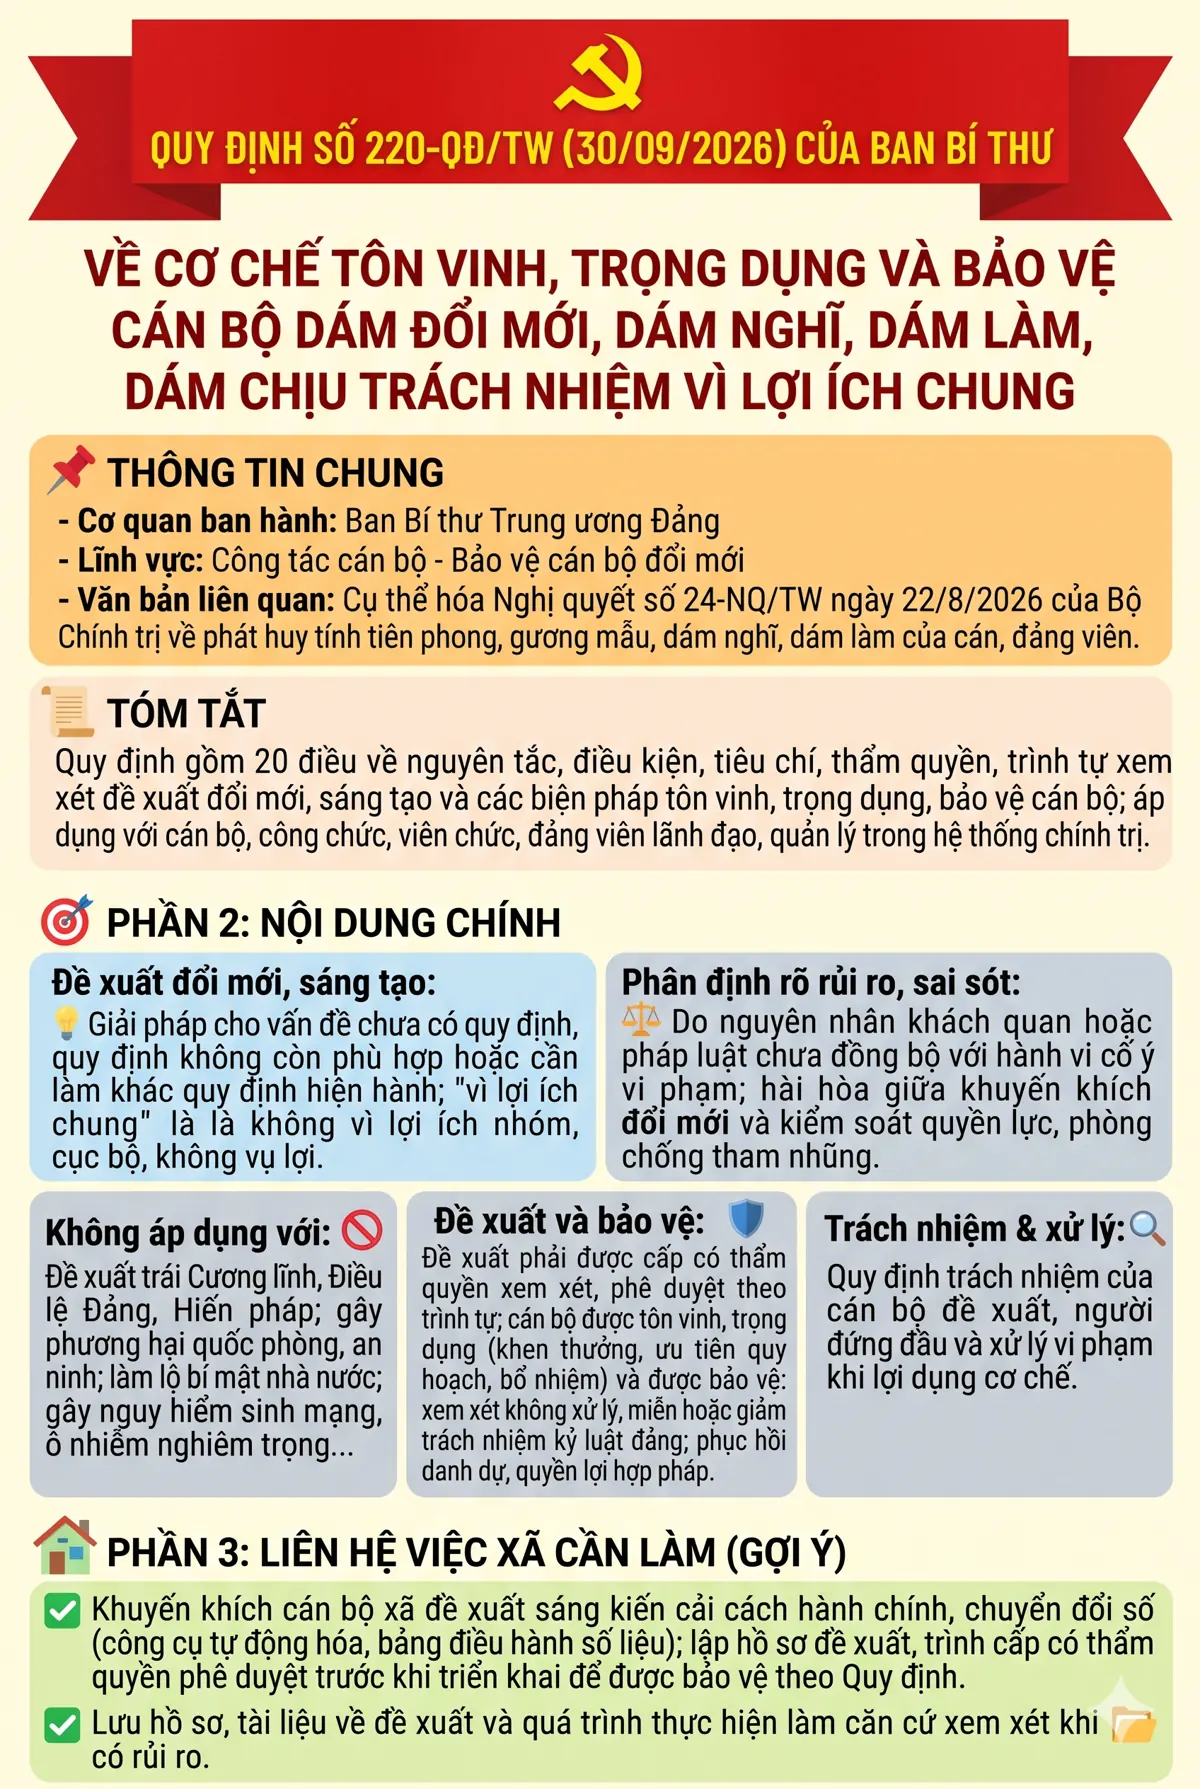 QUY ĐỊNH SỐ 220-QĐ/TW (30/09/2026) CỦA BAN BÍ THƯ
VỀ CƠ CHẾ TÔN VINH, TRỌNG DỤNG VÀ BẢO VỆ
CÁN BỘ DÁM ĐỔI MỚI, DÁM NGHĨ, DÁM LÀM,
DÁM CHỊU TRÁCH NHIỆM VÌ LỢI ÍCH CHUNG
THÔNG TIN CHUNG
- Cơ quan ban hành: Ban Bí thư Trung ương Đảng
- Lĩnh vực: Công tác cán bộ - Bảo vệ cán bộ đổi mới
- Văn bản liên quan: Cụ thể hóa Nghị quyết số 24-NQ/TW ngày 22/8/2026 của Bộ
Chính trị về phát huy tính tiên phong, gương mẫu, dám nghĩ, dám làm của cán, đảng viên.
TÓM TẮT
Quy định gồm 20 điều về nguyên tắc, điều kiện, tiêu chí, thẩm quyền, trình tự xem
xét đề xuất đổi mới, sáng tạo và các biện pháp tôn vinh, trọng dụng, bảo vệ cán bộ; áp
dụng với cán bộ, công chức, viên chức, đảng viên lãnh đạo, quản lý trong hệ thống chính trị.
PHẦN 2: NỘI DUNG CHÍNH
Đề xuất đổi mới, sáng tạo:
Giải pháp cho vấn đề chưa có quy định,
quy định không còn phù hợp hoặc cần
làm khác quy định hiện hành; "vì lợi ích
chung" là là không vì lợi ích nhóm,
cục bộ, không vụ lợi.
Phân định rõ rủi ro, sai sót:
Do nguyên nhân khách quan hoặc
pháp luật chưa đồng bộ với hành vi cố ý
vi phạm; hài hòa giữa khuyến khích
đổi mới và kiểm soát quyền lực, phòng
chống tham nhũng.
Không áp dụng với:
Đề xuất trái Cương lĩnh, Điều
lệ Đảng, Hiến pháp; gây
phương hại quốc phòng, an
ninh; làm lộ bí mật nhà nước;
gây nguy hiểm sinh mạng,
ô nhiễm nghiêm trọng...
Đề xuất và bảo vệ:
Đề xuất phải được cấp có thẩm
quyền xem xét, phê duyệt theo
trình tự; cán bộ được tôn vinh, trọng
dụng (khen thưởng, ưu tiên quy
hoạch, bổ nhiệm) và được bảo vệ:
xem xét không xử lý, miễn hoặc giảm
trách nhiệm kỷ luật đảng; phục hồi
danh dự, quyền lợi hợp pháp.
Trách nhiệm & xử lý:
Quy định trách nhiệm của
cán bộ đề xuất, người
đứng đầu và xử lý vi phạm
khi lợi dụng cơ chế.
PHẦN 3: LIÊN HỆ VIỆC XÃ CẦN LÀM (GỢI Ý)
Khuyến khích cán bộ xã đề xuất sáng kiến cải cách hành chính, chuyển đổi số
(công cụ tự động hóa, bảng điều hành số liệu); lập hồ sơ đề xuất, trình cấp có thẩm
quyền phê duyệt trước khi triển khai để được bảo vệ theo Quy định.
Lưu hồ sơ, tài liệu về đề xuất và quá trình thực hiện làm căn cứ xem xét khi
có rủi ro.